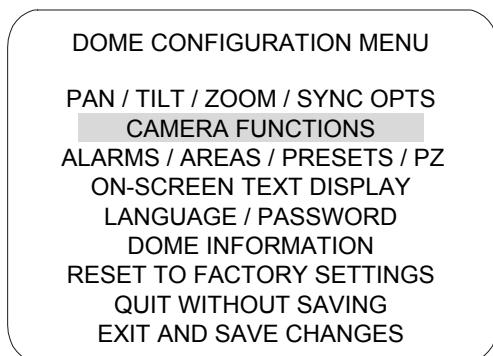 DOME CONFIGURATION MENU
PAN / TILT / ZOOM / SYNC OPTS
CAMERA FUNCTIONS
ALARMS / AREAS / PRESETS / PZ
ON-SCREEN TEXT DISPLAY
LANGUAGE / PASSWORD
DOME INFORMATION
RESET TO FACTORY SETTINGS
QUIT WITHOUT SAVING
EXIT AND SAVE CHANGES